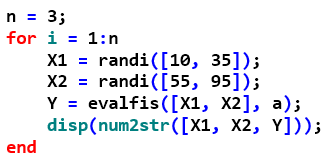 n = 3;
for i = 1:n
    X1 = randi([10, 35]);
    X2 = randi([55, 95]);
    Y = evalfis([X1, X2], a);
    disp(num2str([X1, X2, Y]));
end